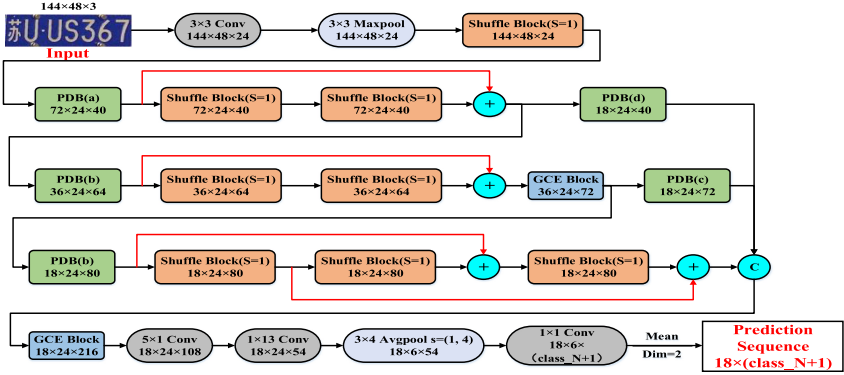 144×48×3
苏U·US367
Input
3×3 Conv
144×48×24
3×3 Maxpool
144×48×24
Shuffle Block(S=1)
144×48×24
PDB(a)
72×24×40
Shuffle Block(S=1)
72×24×40
Shuffle Block(S=1)
72×24×40
+
PDB(d)
18×24×40
PDB(b)
36×24×64
Shuffle Block(S=1)
36×24×64
Shuffle Block(S=1)
36×24×64
+
GCE Block
36×24×72
PDB(c)
18×24×72
PDB(b)
18×24×80
Shuffle Block(S=1)
18×24×80
Shuffle Block(S=1)
18×24×80
+
Shuffle Block(S=1)
18×24×80
+
C
GCE Block
18×24×216
5×1 Conv
18×24×108
1×13 Conv
18×24×54
3×4 Avgpool s=(1, 4)
18×6×54
1×1 Conv
18×6×
（class_N+1）
Mean
Dim=2
Prediction
Sequence
18×(class_N+1)